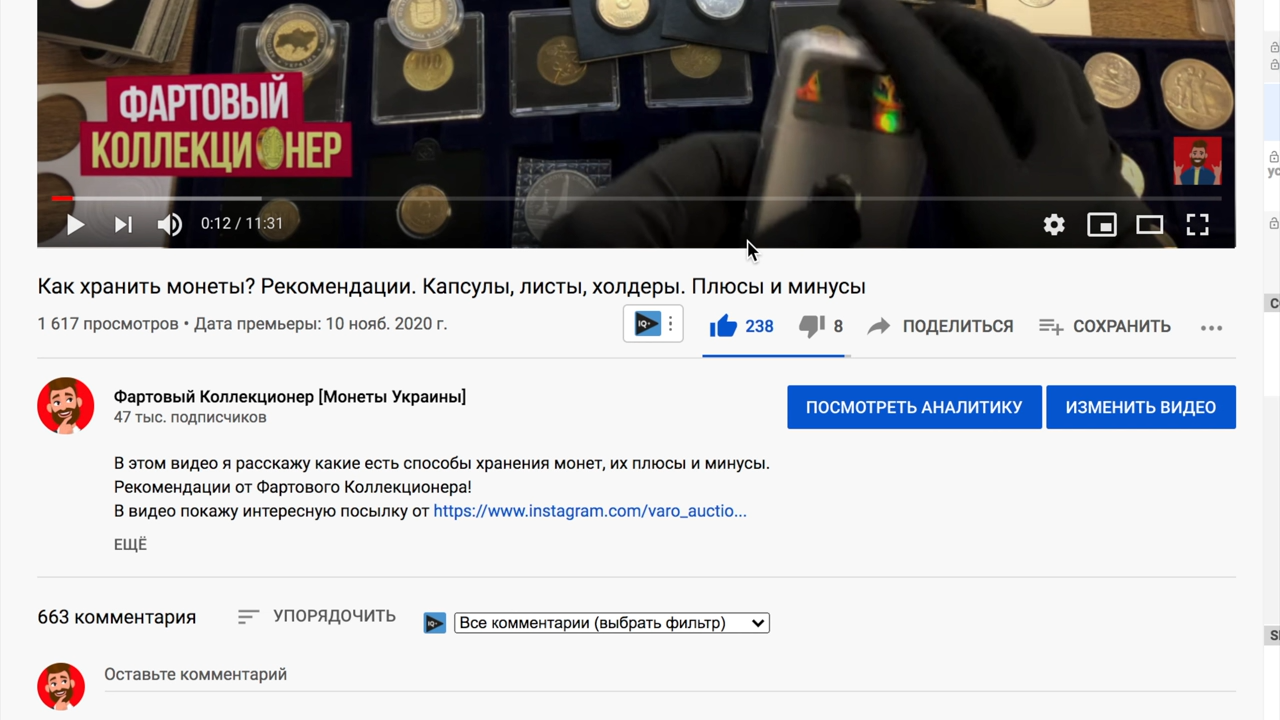 ФАРТОВЫЙ
КОЛЛЕКЦИОНЕР
100
0:12 / 11:31
Как хранить монеты? Рекомендации. Капсулы, листы, холдеры. Плюсы и минусы
1 617 просмотров • Дата премьеры: 10 нояб. 2020 г.
IQ+
238
8
ПОДЕЛИТЬСЯ
СОХРАНИТЬ
Фартовый Коллекционер [Монеты Украины]
47 тыс. подписчиков
ПОСМОТРЕТЬ АНАЛИТИКУ
ИЗМЕНИТЬ ВИДЕО
В этом видео я расскажу какие есть способы хранения монет, их плюсы и минусы.
Рекомендации от Фартового Коллекционера!
В видео покажу интересную посылку от https://www.instagram.com/varo_auctio...
ЕЩЁ
663 комментария
УПОРЯДОЧИТЬ
IQ+
Все комментарии (выбрать фильтр)
Оставьте комментарий